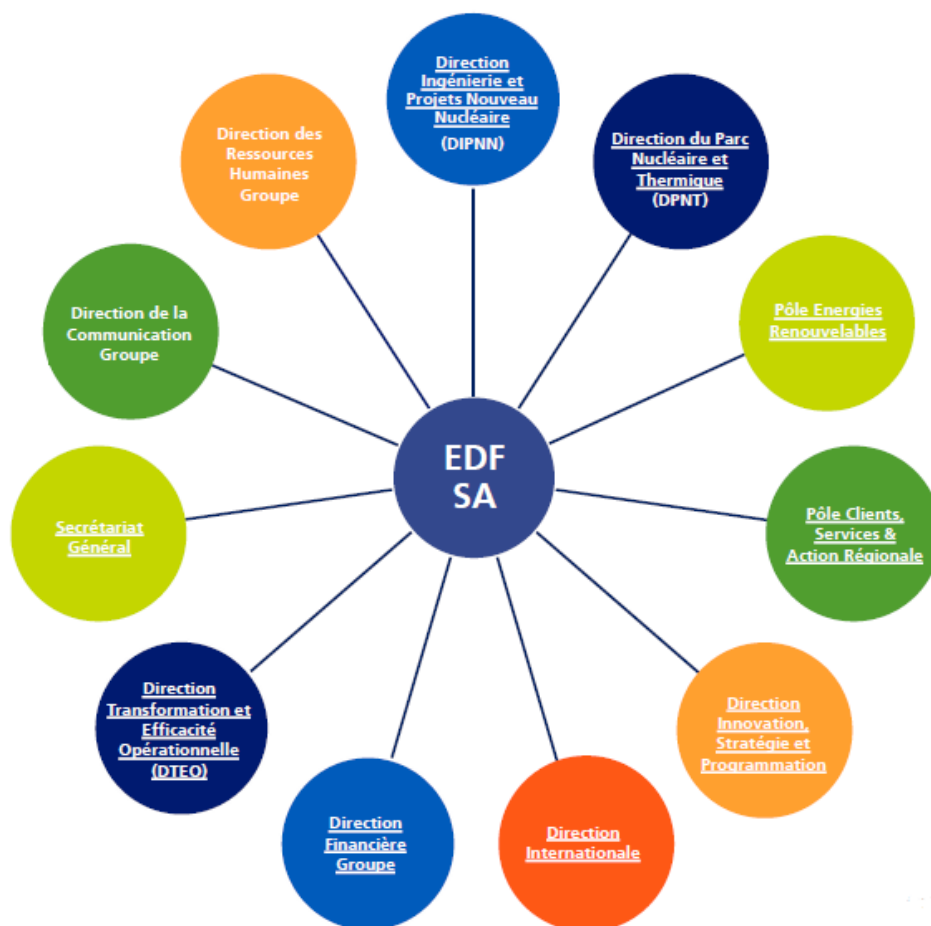 Direction
Ingénierie et
Projets Nouveau
Nucléaire
(DIPNN)
Direction du Parc
Nucléaire et
Thermique
(DPNT)
Pôle Energies
Renouvelables
Pôle Clients,
Services &
Action Régionale
Direction
Innovation,
Stratégie et
Programmation
Direction
Internationale
Direction
Financière
Groupe
Direction
Transformation et
Efficacité
Opérationnelle
(DTEO)
Secrétariat
Général
Direction de la
Communication
Groupe
Direction des
Ressources
Humaines
Groupe
EDF
SA